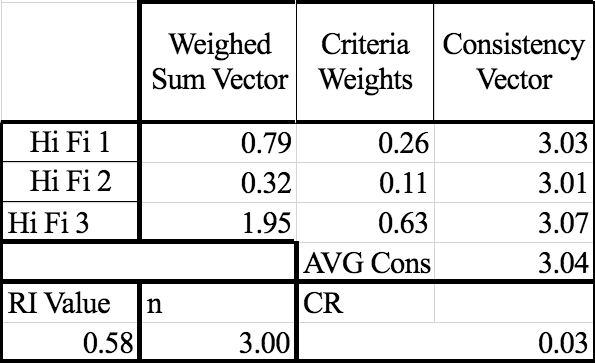 Weighed Sum Vector Criteria Weights Consistency Vector
Hi Fi 1 0.79 0.26 3.03
Hi Fi 2 0.32 0.11 3.01
Hi Fi 3 1.95 0.63 3.07
AVG Cons 3.04
RI Value n CR
0.58 3.00 0.03